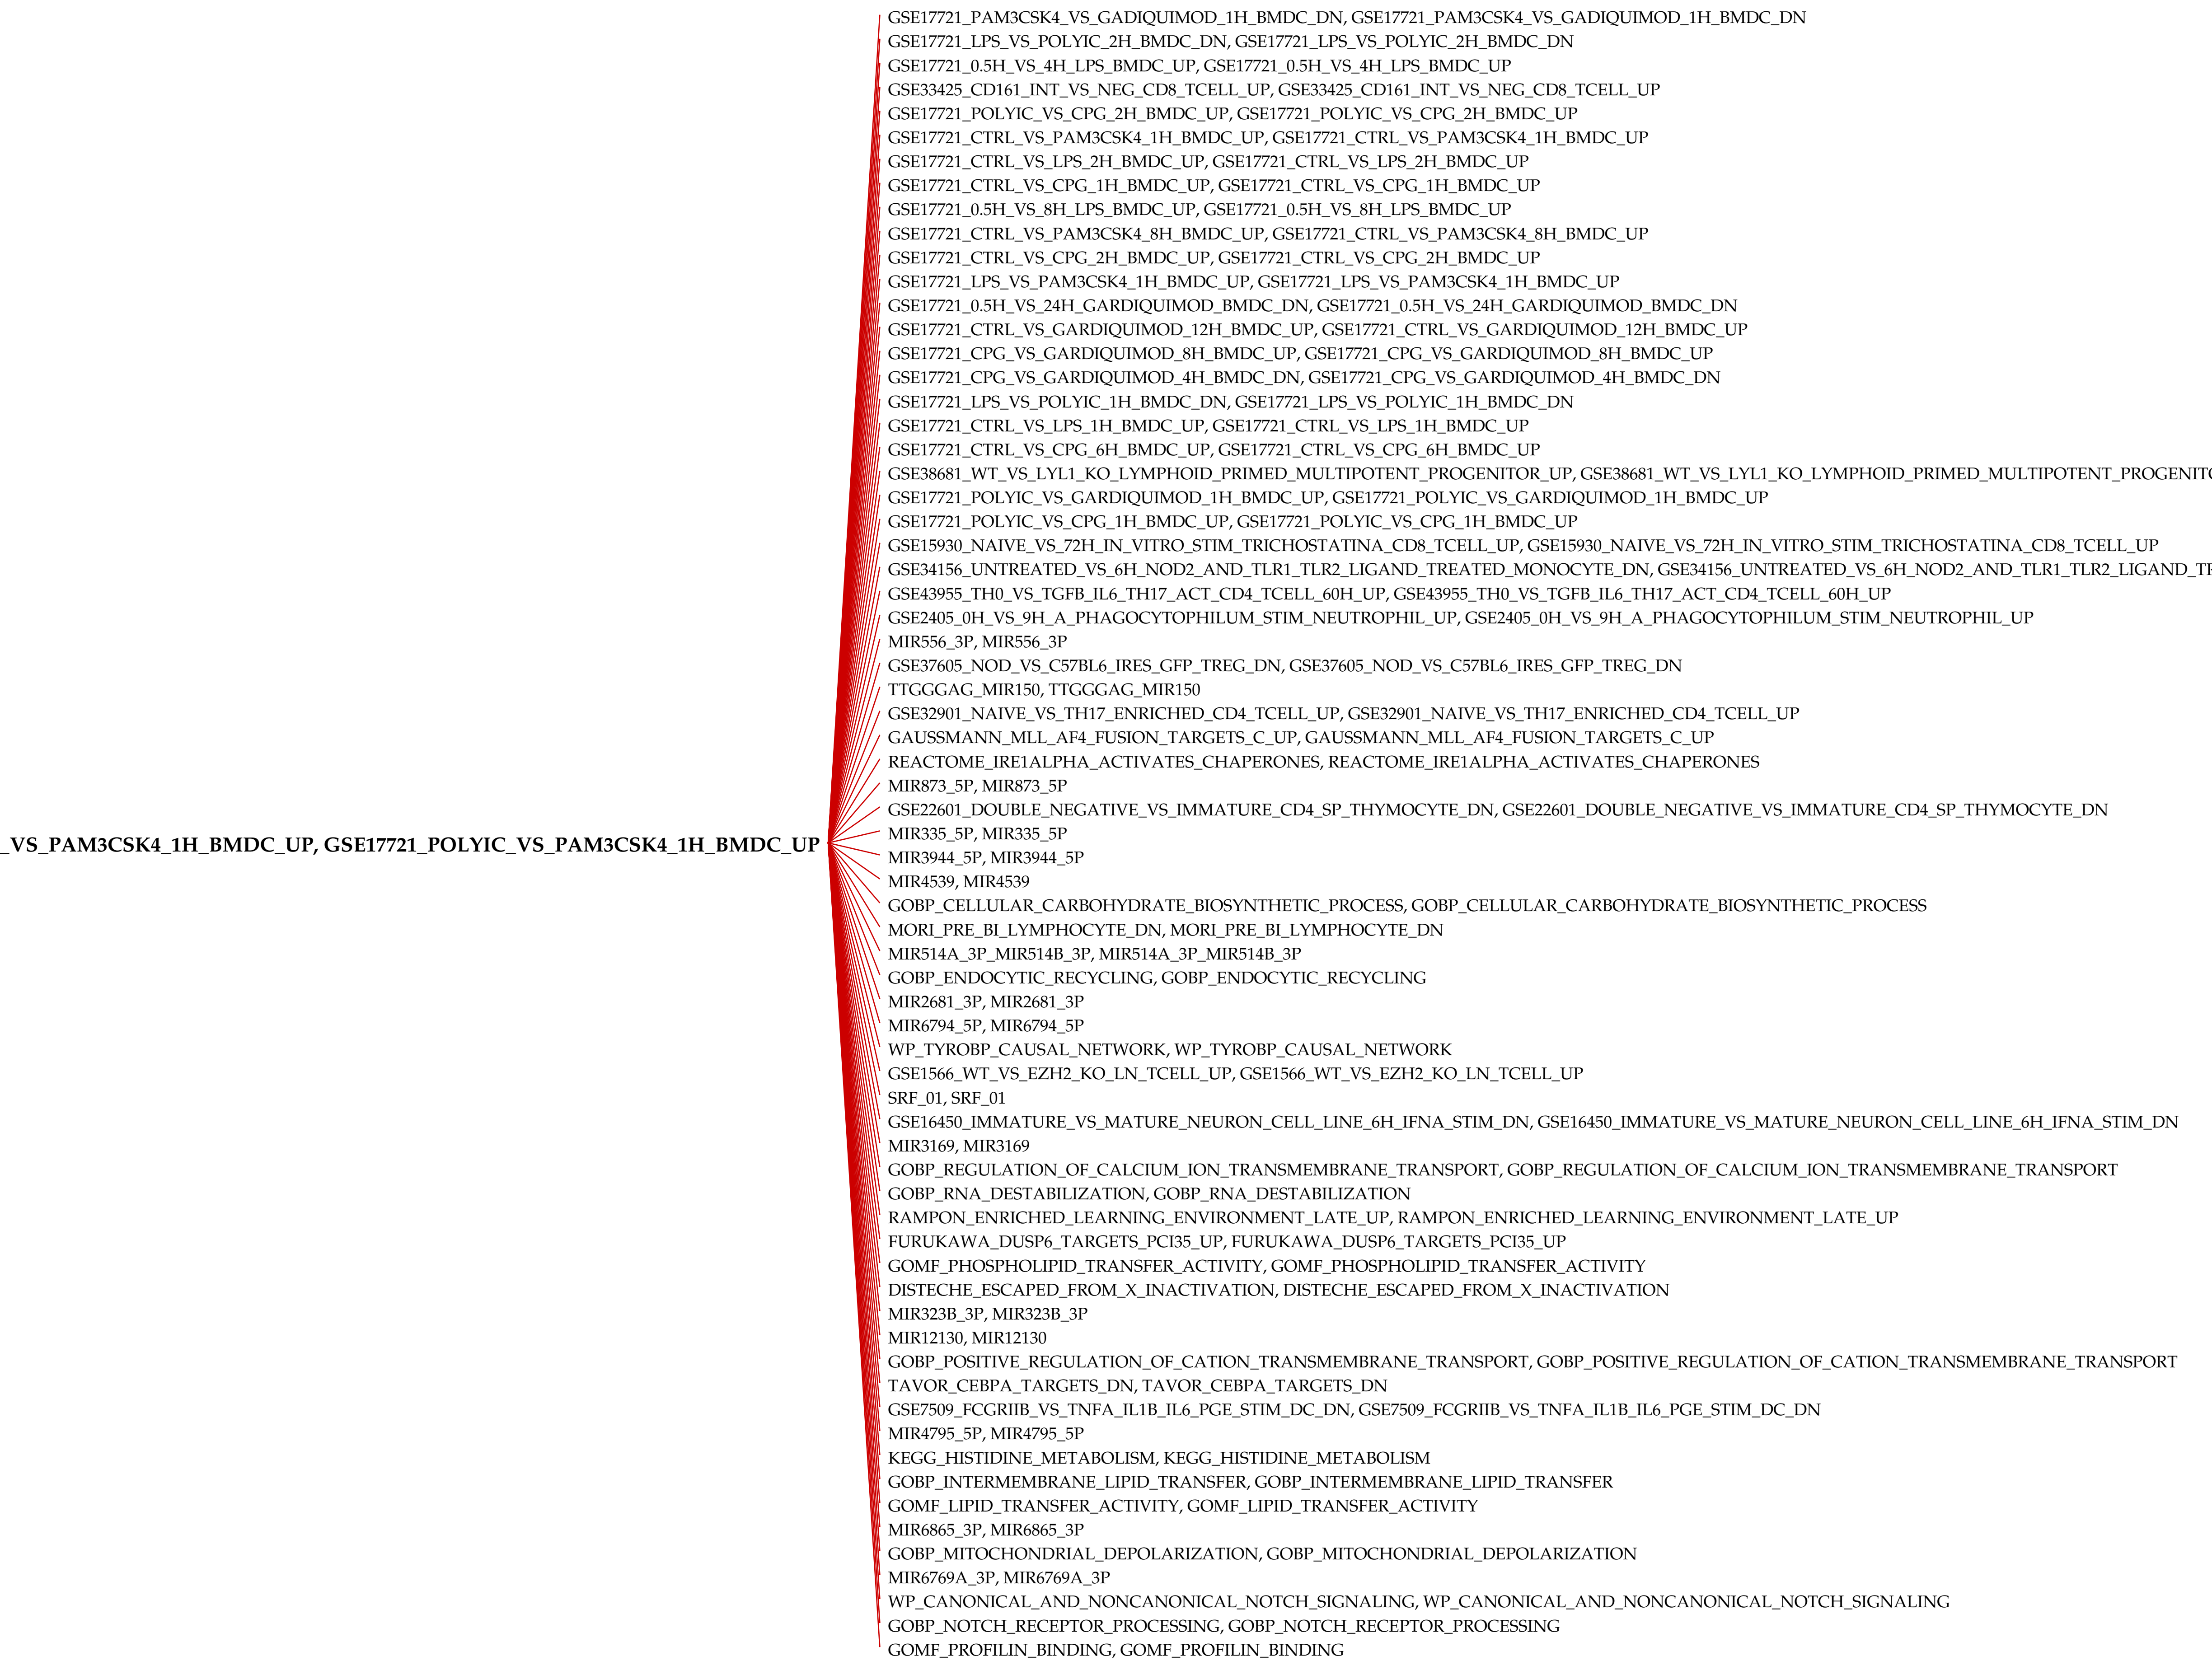 GSE17721_PAM3CSK4_VS_GADIQUIMOD_1H_BMDC_DN, GSE17721_PAM3CSK4_VS_GADIQUIMOD_1H_BMDC_DN
GSE17721_LPS_VS_POLYIC_2H_BMDC_DN, GSE17721_LPS_VS_POLYIC_2H_BMDC_DN
GSE17721_0.5H_VS_4H_LPS_BMDC_UP, GSE17721_0.5H_VS_4H_LPS_BMDC_UP
GSE33425_CD161_INT_VS_NEG_CD8_TCELL_UP, GSE33425_CD161_INT_VS_NEG_CD8_TCELL_UP
GSE17721_POLYIC_VS_CPG_2H_BMDC_UP, GSE17721_POLYIC_VS_CPG_2H_BMDC_UP
GSE17721_CTRL_VS_PAM3CSK4_1H_BMDC_UP, GSE17721_CTRL_VS_PAM3CSK4_1H_BMDC_UP
GSE17721_CTRL_VS_LPS_2H_BMDC_UP, GSE17721_CTRL_VS_LPS_2H_BMDC_UP
GSE17721_CTRL_VS_CPG_1H_BMDC_UP, GSE17721_CTRL_VS_CPG_1H_BMDC_UP
GSE17721_0.5H_VS_8H_LPS_BMDC_UP, GSE17721_0.5H_VS_8H_LPS_BMDC_UP
GSE17721_CTRL_VS_PAM3CSK4_8H_BMDC_UP, GSE17721_CTRL_VS_PAM3CSK4_8H_BMDC_UP
GSE17721_CTRL_VS_CPG_2H_BMDC_UP, GSE17721_CTRL_VS_CPG_2H_BMDC_UP
GSE17721_LPS_VS_PAM3CSK4_1H_BMDC_UP, GSE17721_LPS_VS_PAM3CSK4_1H_BMDC_UP
GSE17721_0.5H_VS_24H_GARDIQUIMOD_BMDC_DN, GSE17721_0.5H_VS_24H_GARDIQUIMOD_BMDC_DN
GSE17721_CTRL_VS_GARDIQUIMOD_12H_BMDC_UP, GSE17721_CTRL_VS_GARDIQUIMOD_12H_BMDC_UP
GSE17721_CPG_VS_GARDIQUIMOD_8H_BMDC_UP, GSE17721_CPG_VS_GARDIQUIMOD_8H_BMDC_UP
GSE17721_CPG_VS_GARDIQUIMOD_4H_BMDC_DN, GSE17721_CPG_VS_GARDIQUIMOD_4H_BMDC_DN
GSE17721_LPS_VS_POLYIC_1H_BMDC_DN, GSE17721_LPS_VS_POLYIC_1H_BMDC_DN
GSE17721_CTRL_VS_LPS_1H_BMDC_UP, GSE17721_CTRL_VS_LPS_1H_BMDC_UP
GSE17721_CTRL_VS_CPG_6H_BMDC_UP, GSE17721_CTRL_VS_CPG_6H_BMDC_UP
GSE38681_WT_VS_LYL1_KO_LYMPHOID_PRIMED_MULTIPOTENT_PROGENITOR_UP, GSE38681_WT_VS_LYL1_KO_LYMPHOID_PRIMED_MULTIPOTENT_PROGENIT
GSE17721_POLYIC_VS_GARDIQUIMOD_1H_BMDC_UP, GSE17721_POLYIC_VS_GARDIQUIMOD_1H_BMDC_UP
GSE17721_POLYIC_VS_CPG_1H_BMDC_UP, GSE17721_POLYIC_VS_CPG_1H_BMDC_UP
GSE15930_NAIVE_VS_72H_IN_VITRO_STIM_TRICHOSTATINA_CD8_TCELL_UP, GSE15930_NAIVE_VS_72H_IN_VITRO_STIM_TRICHOSTATINA_CD8_TCELL_UP
GSE34156_UNTREATED_VS_6H_NOD2_AND_TLR1_TLR2_LIGAND_TREATED_MONOCYTE_DN, GSE34156_UNTREATED_VS_6H_NOD2_AND_TLR1_TLR2_LIGAND_TR
GSE43955_TH0_VS_TGFB_IL6_TH17_ACT_CD4_TCELL_60H_UP, GSE43955_TH0_VS_TGFB_IL6_TH17_ACT_CD4_TCELL_60H_UP
GSE2405_0H_VS_9H_A_PHAGOCYTOPHILUM_STIM_NEUTROPHIL_UP, GSE2405_0H_VS_9H_A_PHAGOCYTOPHILUM_STIM_NEUTROPHIL_UP
MIR556_3P, MIR556_3P
GSE37605_NOD_VS_C57BL6_IRES_GFP_TREG_DN, GSE37605_NOD_VS_C57BL6_IRES_GFP_TREG_DN
TTGGGAG_MIR150, TTGGGAG_MIR150
GSE32901_NAIVE_VS_TH17_ENRICHED_CD4_TCELL_UP, GSE32901_NAIVE_VS_TH17_ENRICHED_CD4_TCELL_UP
GAUSSMANN_MLL_AF4_FUSION_TARGETS_C_UP, GAUSSMANN_MLL_AF4_FUSION_TARGETS_C_UP
REACTOME_IRE1ALPHA_ACTIVATES_CHAPERONES, REACTOME_IRE1ALPHA_ACTIVATES_CHAPERONES
MIR873_5P, MIR873_5P
GSE22601_DOUBLE_NEGATIVE_VS_IMMATURE_CD4_SP_THYMOCYTE_DN, GSE22601_DOUBLE_NEGATIVE_VS_IMMATURE_CD4_SP_THYMOCYTE_DN
MIR335_5P, MIR335_5P
_VS_PAM3CSK4_1H_BMDC_UP, GSE17721_POLYIC_VS_PAM3CSK4_1H_BMDC_UP
MIR3944_5P, MIR3944_5P
MIR4539, MIR4539
GOBP_CELLULAR_CARBOHYDRATE_BIOSYNTHETIC_PROCESS, GOBP_CELLULAR_CARBOHYDRATE_BIOSYNTHETIC_PROCESS
MORI_PRE_BI_LYMPHOCYTE_DN, MORI_PRE_BI_LYMPHOCYTE_DN
MIR514A_3P_MIR514B_3P, MIR514A_3P_MIR514B_3P
GOBP_ENDOCYTIC_RECYCLING, GOBP_ENDOCYTIC_RECYCLING
MIR2681_3P, MIR2681_3P
MIR6794_5P, MIR6794_5P
WP_TYROBP_CAUSAL_NETWORK, WP_TYROBP_CAUSAL_NETWORK
GSE1566_WT_VS_EZH2_KO_LN_TCELL_UP, GSE1566_WT_VS_EZH2_KO_LN_TCELL_UP
SRF_01, SRF_01
GSE16450_IMMATURE_VS_MATURE_NEURON_CELL_LINE_6H_IFNA_STIM_DN, GSE16450_IMMATURE_VS_MATURE_NEURON_CELL_LINE_6H_IFNA_STIM_DN
MIR3169, MIR3169
GOBP_REGULATION_OF_CALCIUM_ION_TRANSMEMBRANE_TRANSPORT, GOBP_REGULATION_OF_CALCIUM_ION_TRANSMEMBRANE_TRANSPORT
GOBP_RNA_DESTABILIZATION, GOBP_RNA_DESTABILIZATION
RAMPON_ENRICHED_LEARNING_ENVIRONMENT_LATE_UP, RAMPON_ENRICHED_LEARNING_ENVIRONMENT_LATE_UP
FURUKAWA_DUSP6_TARGETS_PCI35_UP, FURUKAWA_DUSP6_TARGETS_PCI35_UP
GOMF_PHOSPHOLIPID_TRANSFER_ACTIVITY, GOMF_PHOSPHOLIPID_TRANSFER_ACTIVITY
DISTECHE_ESCAPED_FROM_X_INACTIVATION, DISTECHE_ESCAPED_FROM_X_INACTIVATION
MIR323B_3P, MIR323B_3P
MIR12130, MIR12130
GOBP_POSITIVE_REGULATION_OF_CATION_TRANSMEMBRANE_TRANSPORT, GOBP_POSITIVE_REGULATION_OF_CATION_TRANSMEMBRANE_TRANSPORT
TAVOR_CEBPA_TARGETS_DN, TAVOR_CEBPA_TARGETS_DN
GSE7509_FCGRIIB_VS_TNFA_IL1B_IL6_PGE_STIM_DC_DN, GSE7509_FCGRIIB_VS_TNFA_IL1B_IL6_PGE_STIM_DC_DN
MIR4795_5P, MIR4795_5P
KEGG_HISTIDINE_METABOLISM, KEGG_HISTIDINE_METABOLISM
GOBP_INTERMEMBRANE_LIPID_TRANSFER, GOBP_INTERMEMBRANE_LIPID_TRANSFER
GOMF_LIPID_TRANSFER_ACTIVITY, GOMF_LIPID_TRANSFER_ACTIVITY
MIR6865_3P, MIR6865_3P
GOBP_MITOCHONDRIAL_DEPOLARIZATION, GOBP_MITOCHONDRIAL_DEPOLARIZATION
MIR6769A_3P, MIR6769A_3P
WP_CANONICAL_AND_NONCANONICAL_NOTCH_SIGNALING, WP_CANONICAL_AND_NONCANONICAL_NOTCH_SIGNALING
GOBP_NOTCH_RECEPTOR_PROCESSING, GOBP_NOTCH_RECEPTOR_PROCESSING
GOMF_PROFILIN_BINDING, GOMF_PROFILIN_BINDING